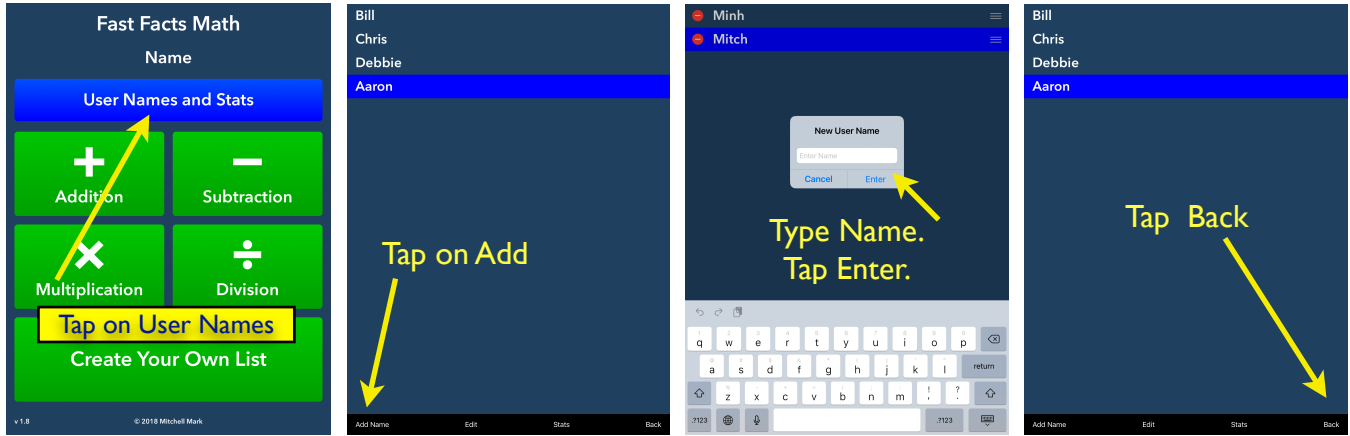 Fast Facts Math
Name
User Names and Stats
Addition
Subtraction
Multiplication
Division
Tap on User Names
Create Your Own List
v 1.8
© 2018 Mitchell Mark
Bill
Chris
Debbie
Aaron
Tap on Add
Add Name Edit Stats Back
Minh
Mitch
New User Name
Enter Name
Cancel Enter
Type Name.
Tap Enter.
q w e r t y u i o p
a s d f g h j k l return
z x c v b n m ! , ? .
.?123 .?123
Bill
Chris
Debbie
Aaron
Tap Back
Add Name Edit Stats Back